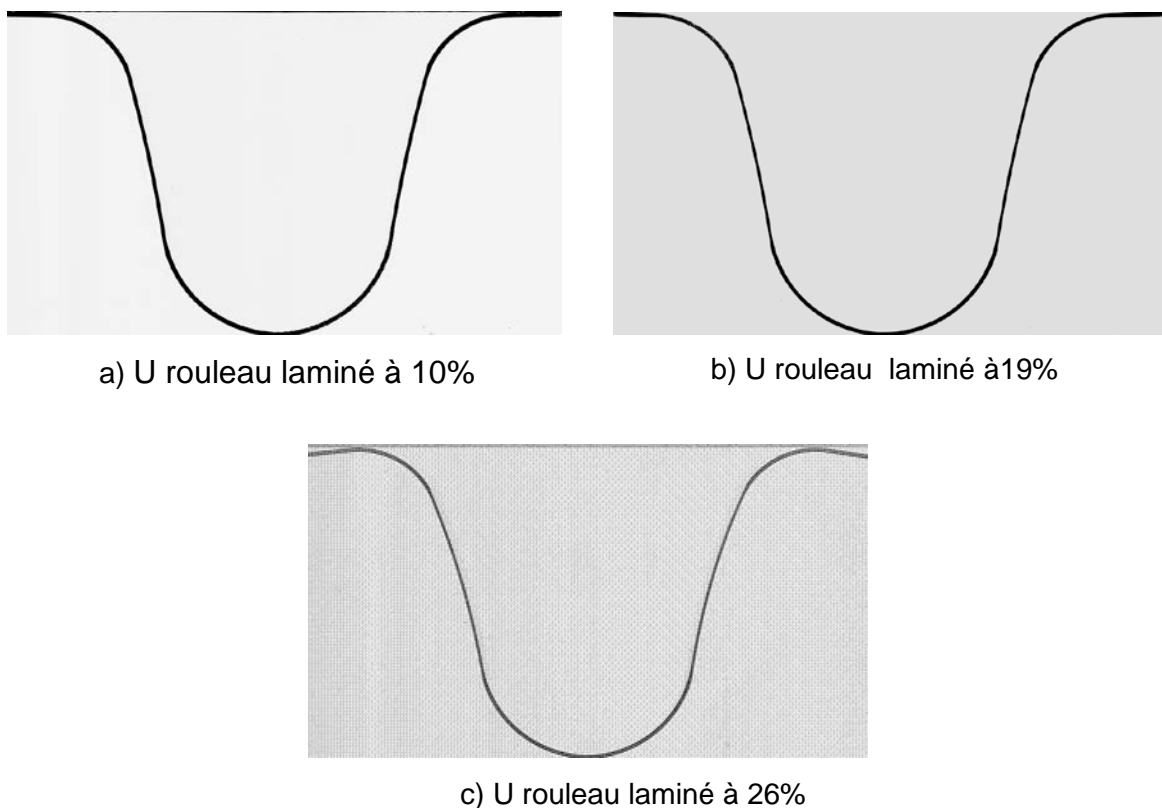 a) U rouleau laminé à 10%
b) U rouleau laminé à19%
c) U rouleau laminé à 26%